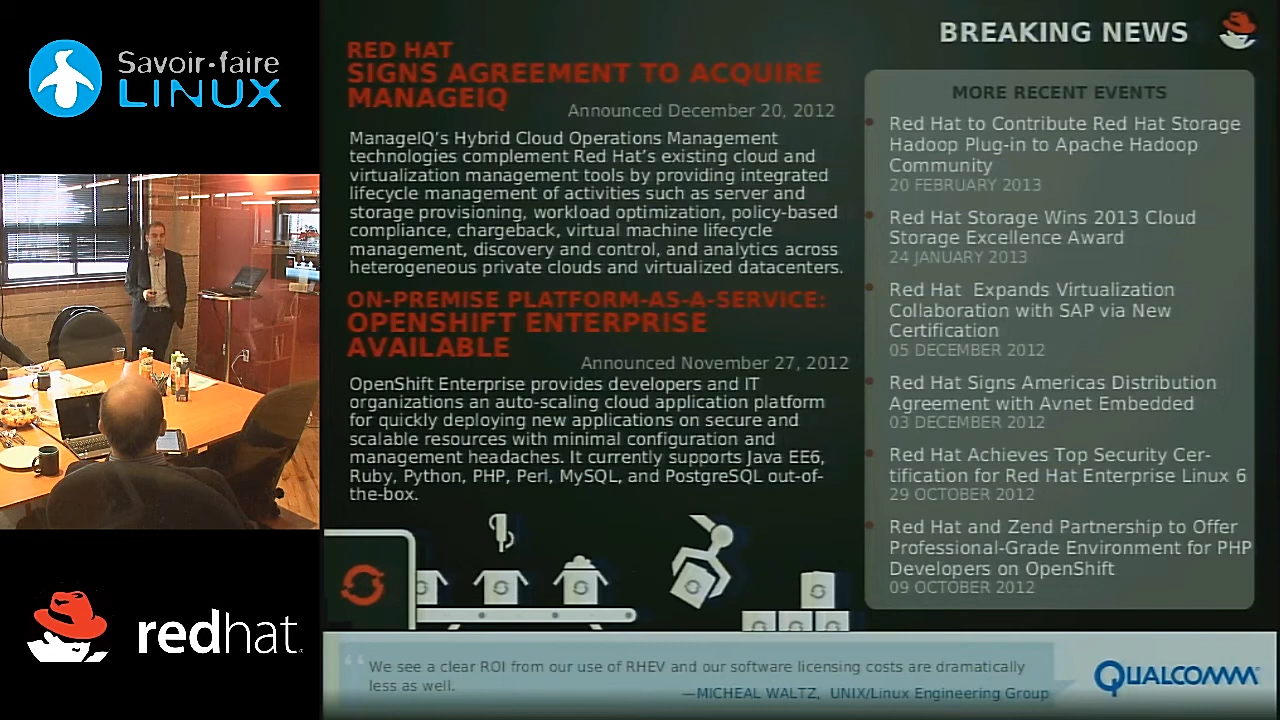 Savoir-faire
LINUX
BREAKING NEWS
RED HAT
SIGNS AGREEMENT TO ACQUIRE
MANAGEIQ
Announced December 20, 2012
ManageIQ's Hybrid Cloud Operations Management
technologies complement Red Hat's existing cloud and
virtualization management tools by providing integrated
lifecycle management of activities such as server and
storage provisioning, workload optimization, policy-based
compliance, chargeback, virtual machine lifecycle
management, discovery and control, and analytics across
heterogeneous private clouds and virtualized datacenters.
ON-PREMISE PLATFORM-AS-A-SERVICE:
OPENSHIFT ENTERPRISE
AVAILABLE
Announced November 27, 2012
OpenShift Enterprise provides developers and IT
organizations an auto-scaling cloud application platform
for quickly deploying new applications on secure and
scalable resources with minimal configuration and
management headaches. It currently supports Java EE6,
Ruby, Python, PHP, Perl, MySQL, and PostgreSQL out-of-
the-box.
MORE RECENT EVENTS
Red Hat to Contribute Red Hat Storage
Hadoop Plug-in to Apache Hadoop
Community
20 FEBRUARY 2013
Red Hat Storage Wins 2013 Cloud
Storage Excellence Award
24 JANUARY 2013
Red Hat Expands Virtualization
Collaboration with SAP via New
Certification
05 DECEMBER 2012
Red Hat Signs Americas Distribution
Agreement with Avnet Embedded
03 DECEMBER 2012
Red Hat Achieves Top Security Cer-
tification for Red Hat Enterprise Linux 6
29 OCTOBER 2012
Red Hat and Zend Partnership to Offer
Professional-Grade Environment for PHP
Developers on OpenShift
09 OCTOBER 2012
redhat.
“ We see a clear ROI from our use of RHEV and our software licensing costs are dramatically
less as well.
—MICHEAL WALTZ, UNIX/Linux Engineering Group
QUALCOMM®